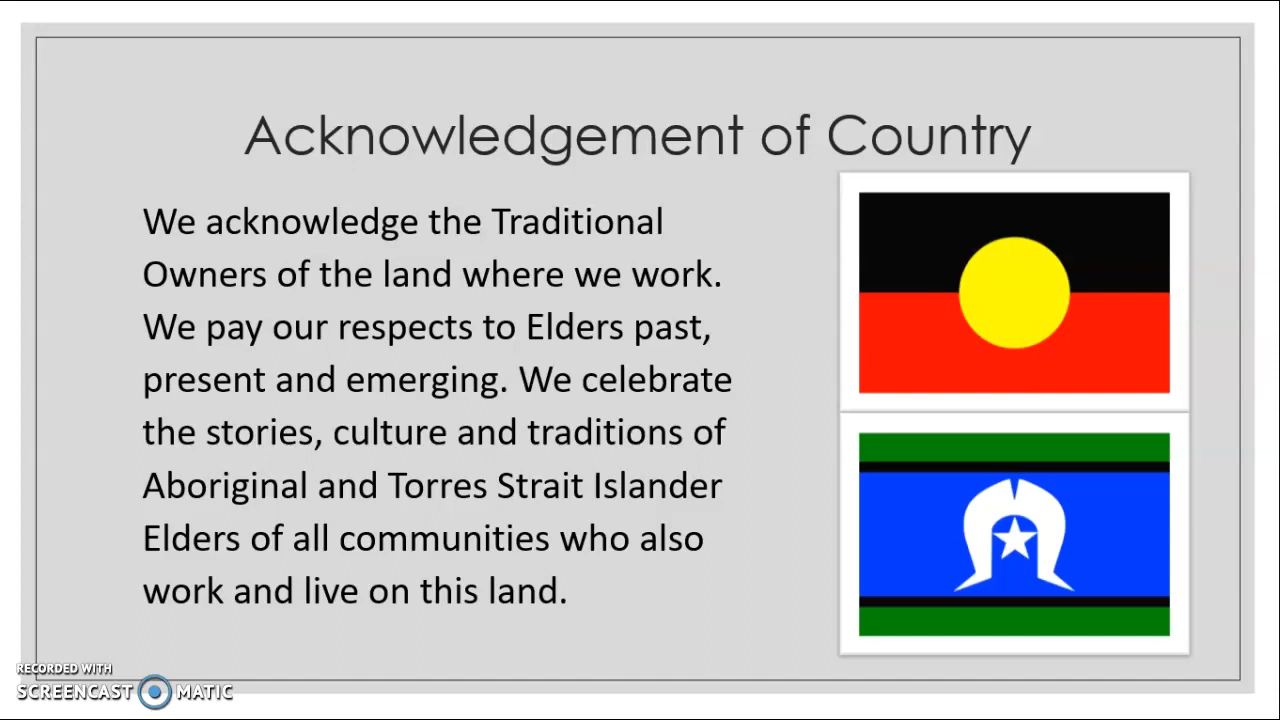 Acknowledgement of Country
We acknowledge the Traditional
Owners of the land where we work.
We pay our respects to Elders past,
present and emerging. We celebrate
the stories, culture and traditions of
Aboriginal and Torres Strait Islander
Elders of all communities who also
work and live on this land.
RECORDED WITH
SCREENCAST MATIC